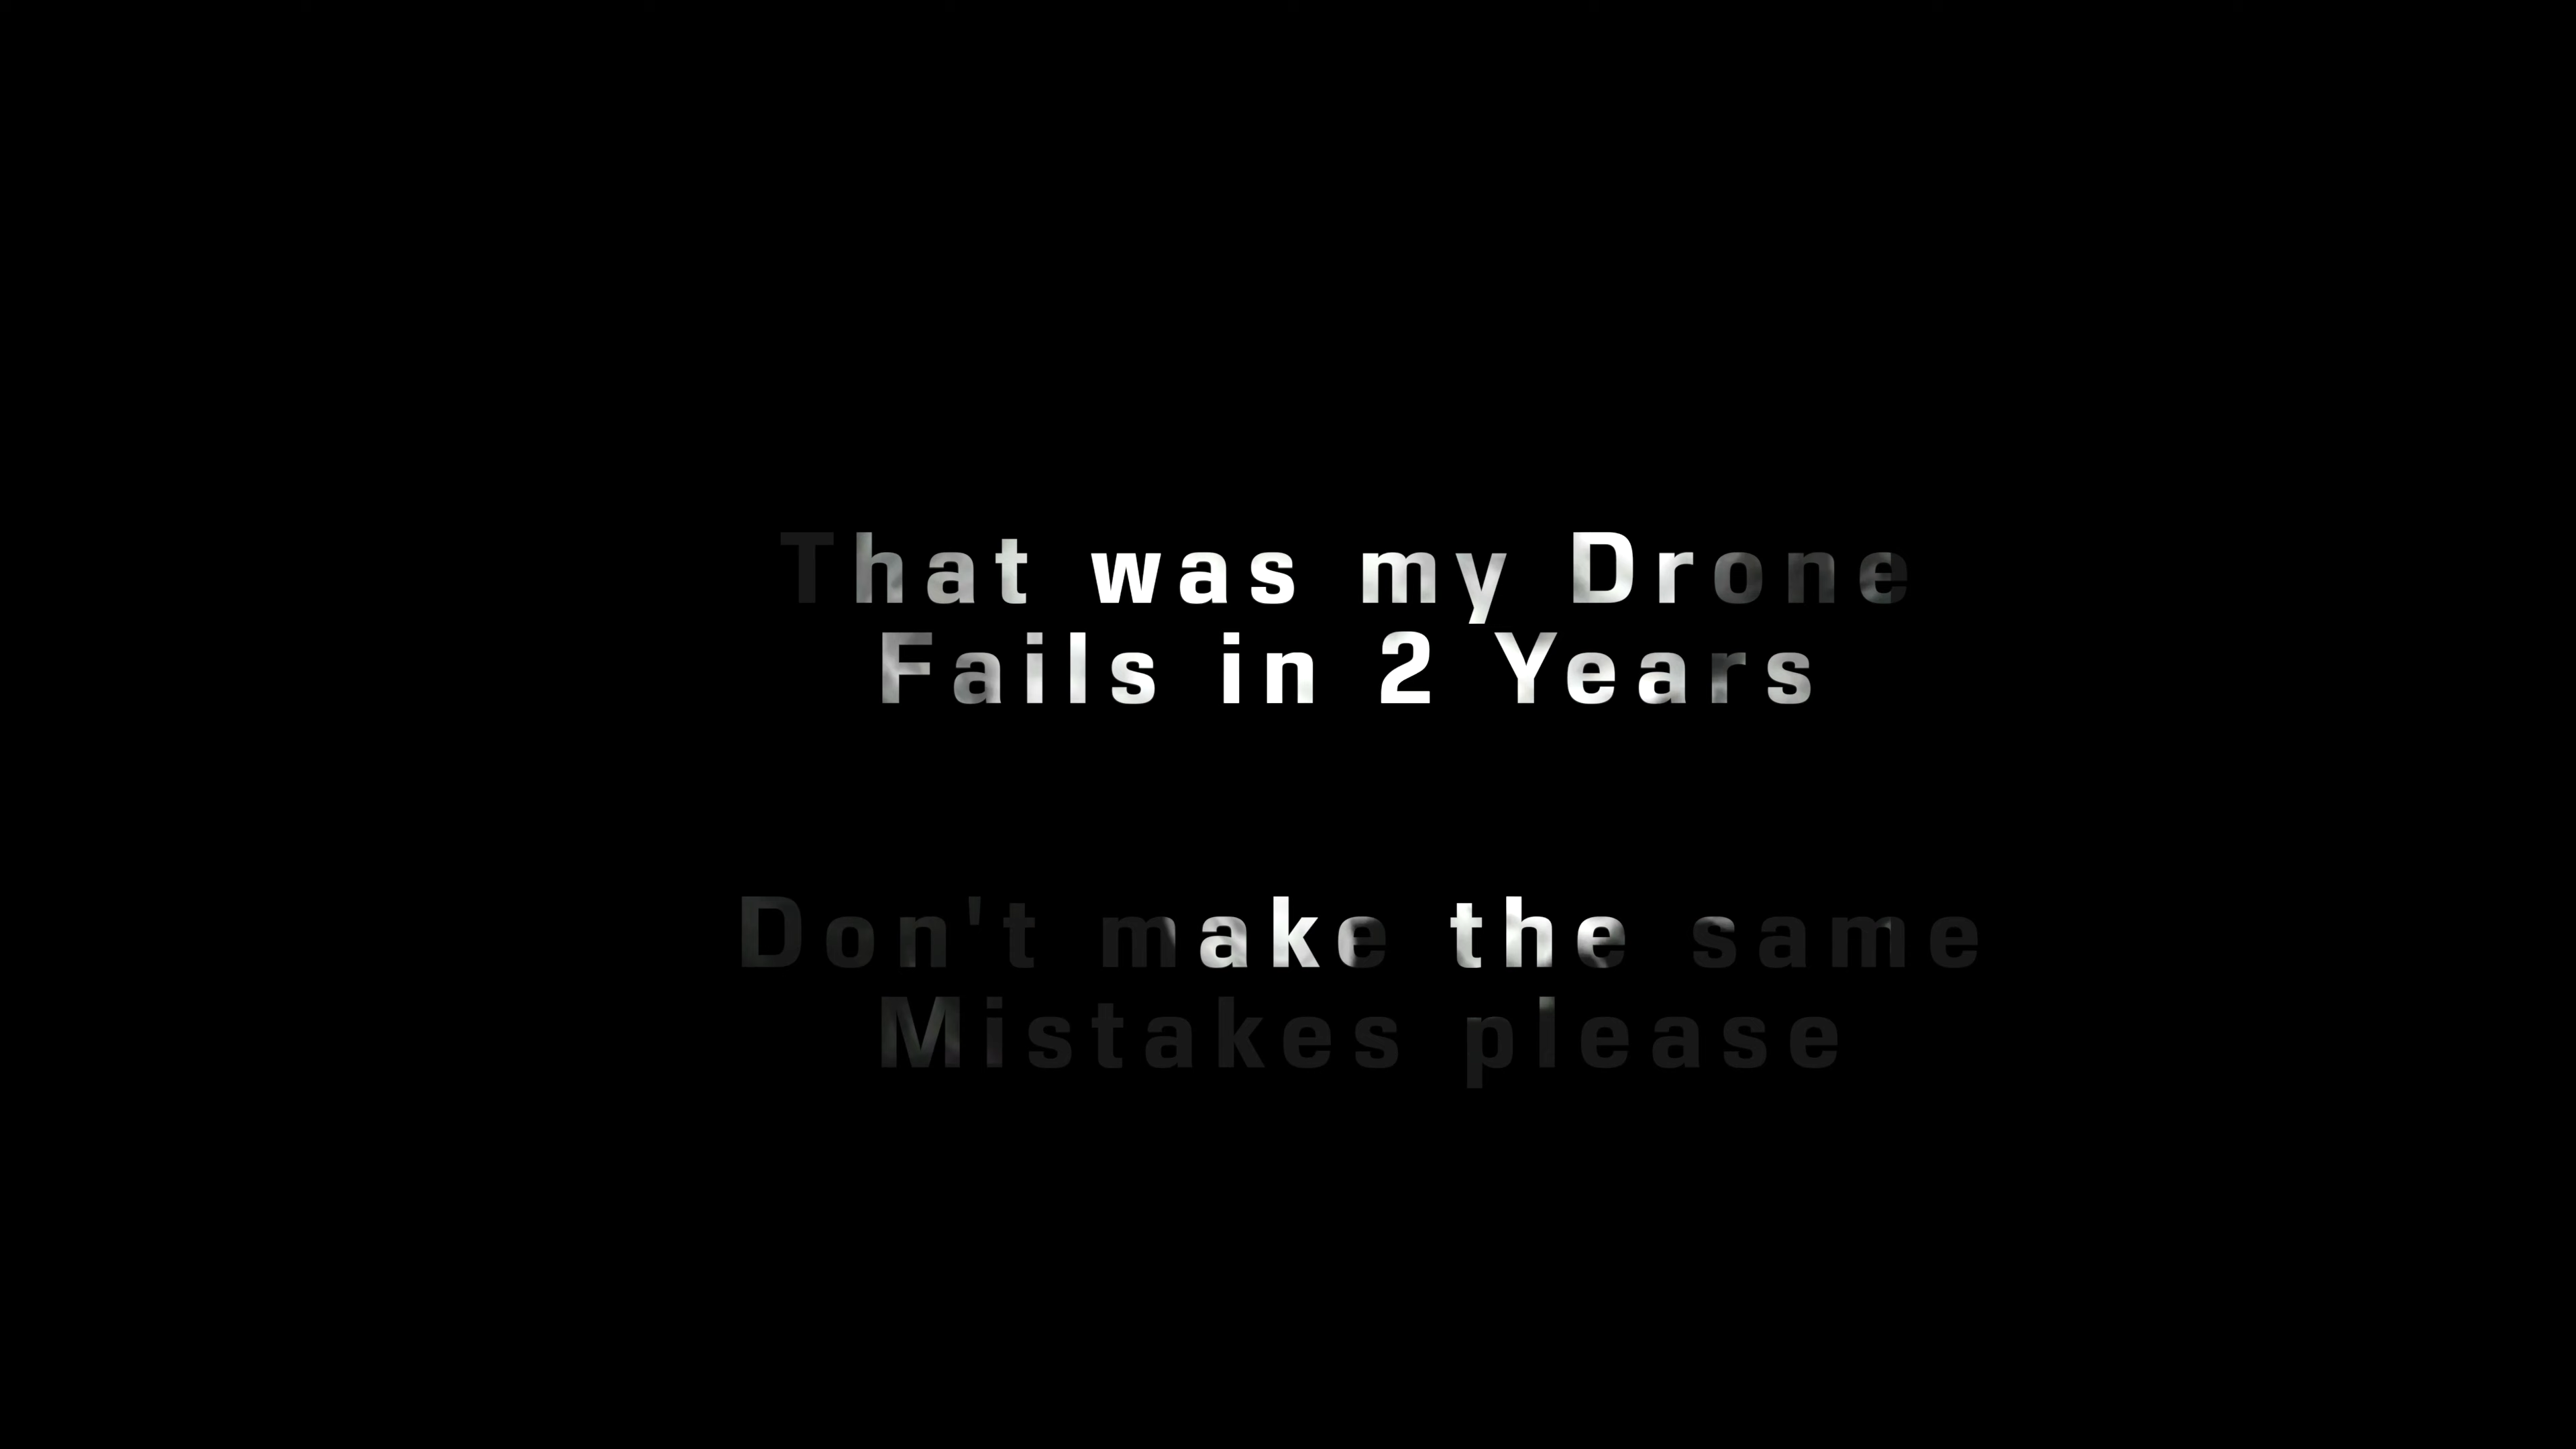 That was my Drone
Fails in 2 Years
Don't make the same
Mistakes please